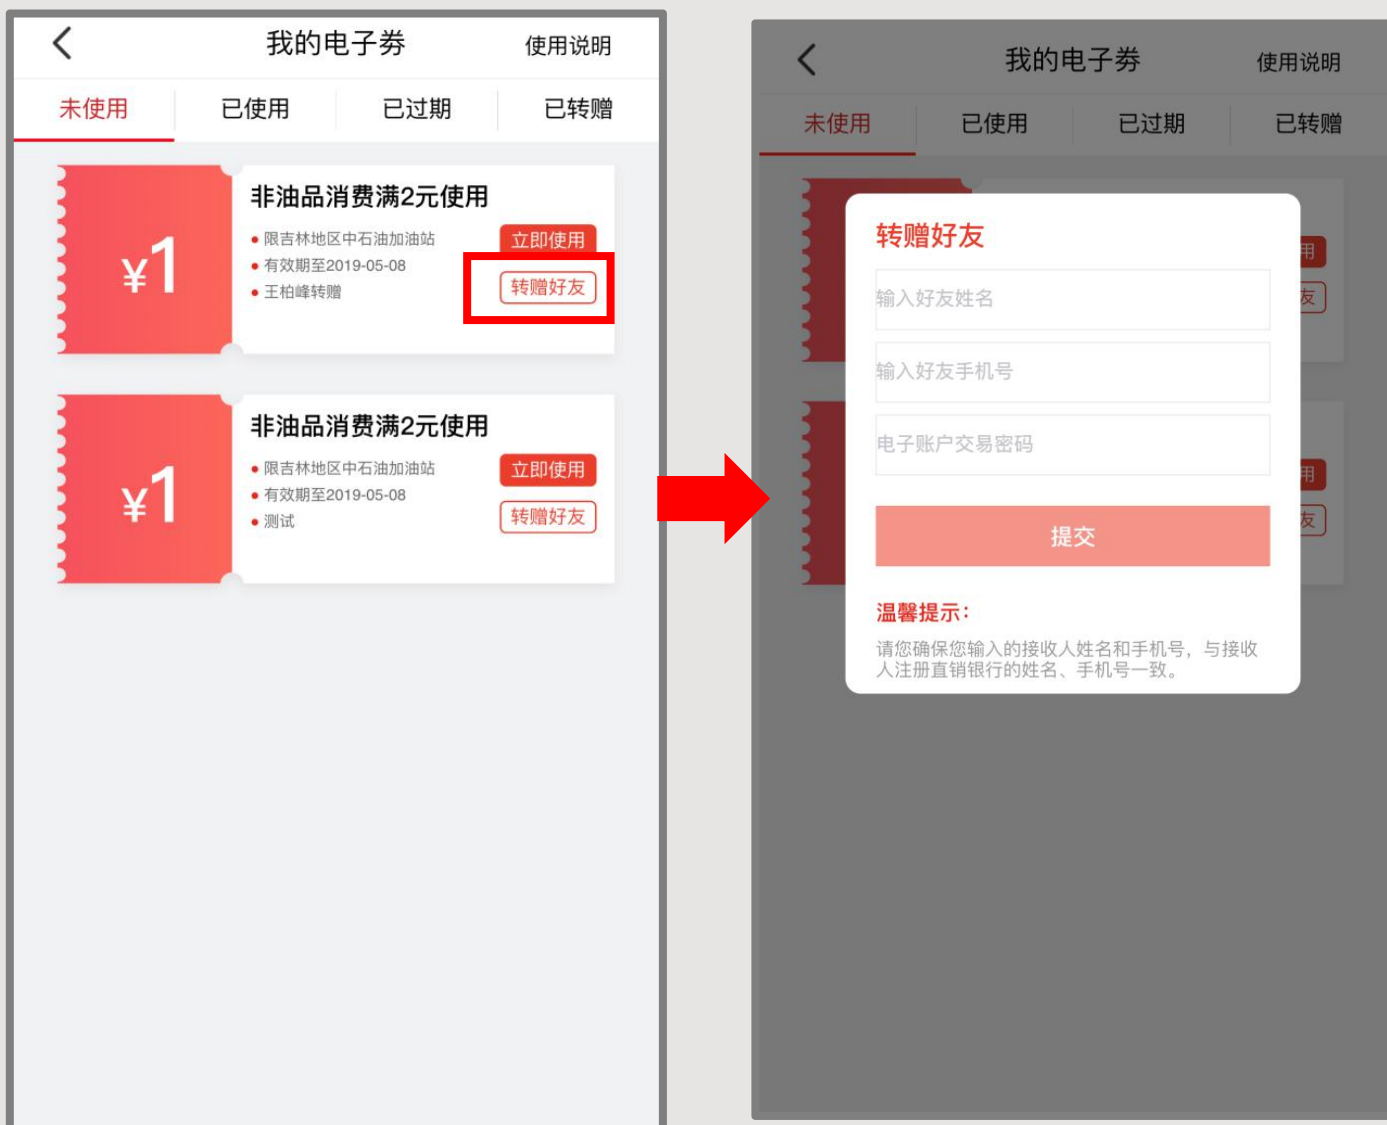 我的电子券
使用说明
未使用
已使用
已过期
已转赠
¥1
非油品消费满2元使用
限吉林地区中石油加油站
有效期至2019-05-08
王柏峰转赠
立即使用
转赠好友
¥1
非油品消费满2元使用
限吉林地区中石油加油站
有效期至2019-05-08
测试
立即使用
转赠好友
我的电子券
使用说明
未使用
已使用
已过期
已转赠
转赠好友
输入好友姓名
输入好友手机号
电子账户交易密码
提交
温馨提示：
请您确保您输入的接收人姓名和手机号，与接收
人注册直销银行的姓名、手机号一致。
用
友
用
友